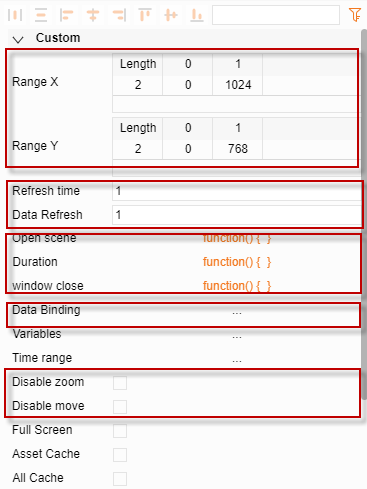 Custom
Length 0 1
Range X 2 0 1024
Length 0 1
Range Y 2 0 768
Refresh time 1
Data Refresh 1
Open scene function() { }
Duration function() { }
window close function() { }
Data Binding ...
Variables ...
Time range ...
Disable zoom
Disable move
Full Screen
Asset Cache
All Cache